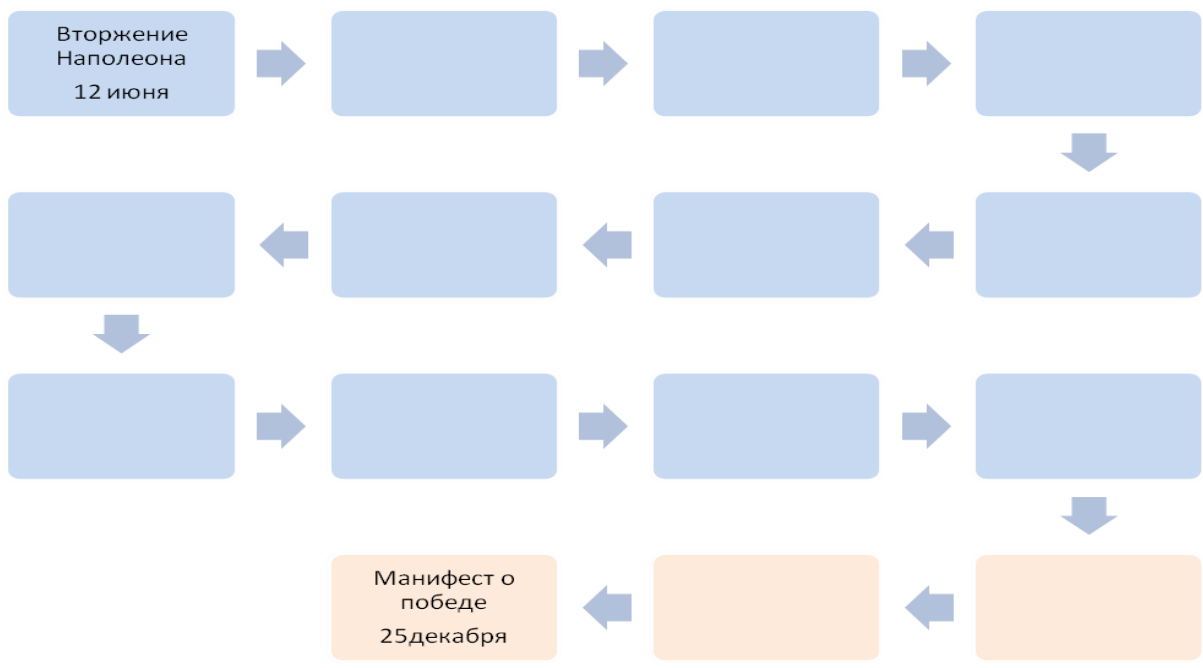 Вторжение
Наполеона
12 июня
Манифест о
победе
25декабря